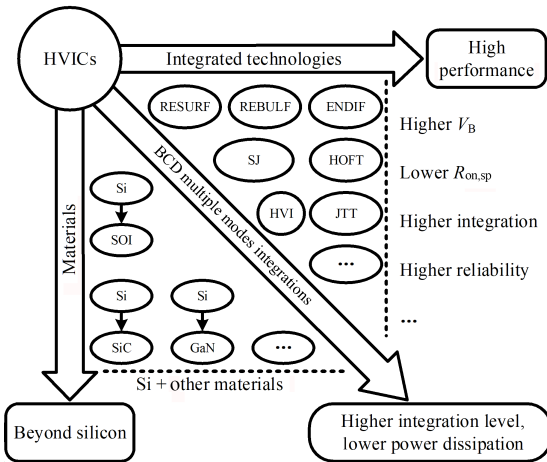 HVICs
Integrated technologies
High
performance
RESURF
REBULF
ENDIF
Higher VB
SJ
HOFT
Lower Ron,sp
BCD multiple modes integrations
HVI
JTT
Higher integration
...
Higher reliability
...
Materials
Si
SOI
Si
Si
SiC
GaN
...
Si + other materials
Beyond silicon
Higher integration level,
lower power dissipation